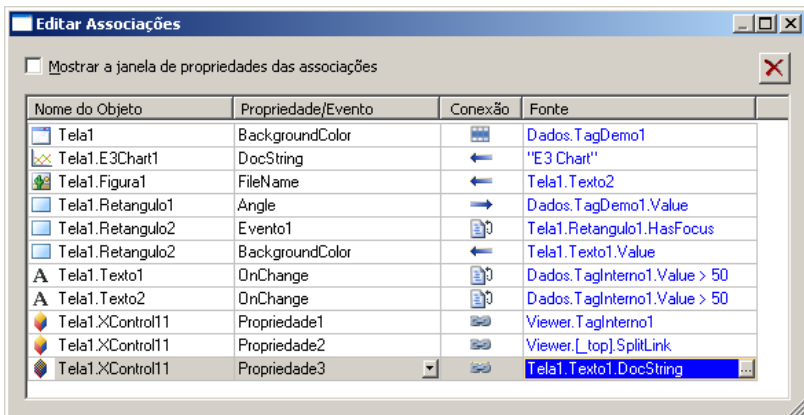 Editar Associações
Mostrar a janela de propriedades das associações
Nome do Objeto Propriedade/Evento Conexão Fonte
Tela1 BackgroundColor Dados.TagDemo1
Tela1.E3Chart1 DocString "E3 Chart"
Tela1.Figura1 FileName Tela1.Texto2
Tela1.Retangulo1 Angle Dados.TagDemo1.Value
Tela1.Retangulo2 Evento1 Tela1.Retangulo1.HasFocus
Tela1.Retangulo2 BackgroundColor Tela1.Texto1.Value
A Tela1.Texto1 OnChange Dados.TagInterno1.Value > 50
A Tela1.Texto2 OnChange Dados.TagInterno1.Value > 50
Tela1.XControl11 Propriedade1 Viewer.TagInterno1
Tela1.XControl11 Propriedade2 Viewer.[_top].SplitLink
Tela1.XControl11 Propriedade3 Tela1.Texto1.DocString ...